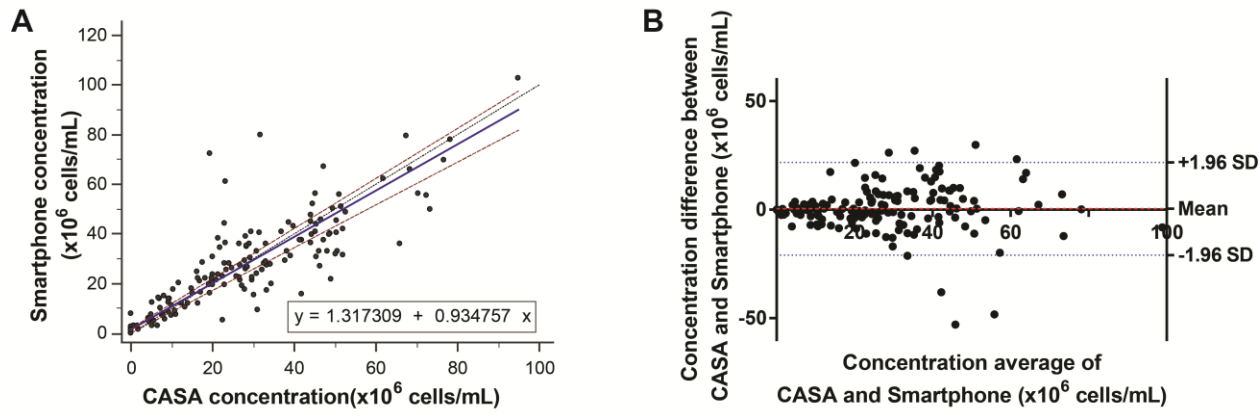 A
Smartphone concentration
(x10⁶ cells/mL)
120
100
80
60
40
20
0
y = 1.317309 + 0.934757 x
0 20 40 60 80 100
CASA concentration(x10⁶ cells/mL)
B
Concentration difference between
CASA and Smartphone (x10⁶ cells/mL)
50
0
-50
20 40 60 100
+1.96 SD
Mean
-1.96 SD
Concentration average of
CASA and Smartphone (x10⁶ cells/mL)